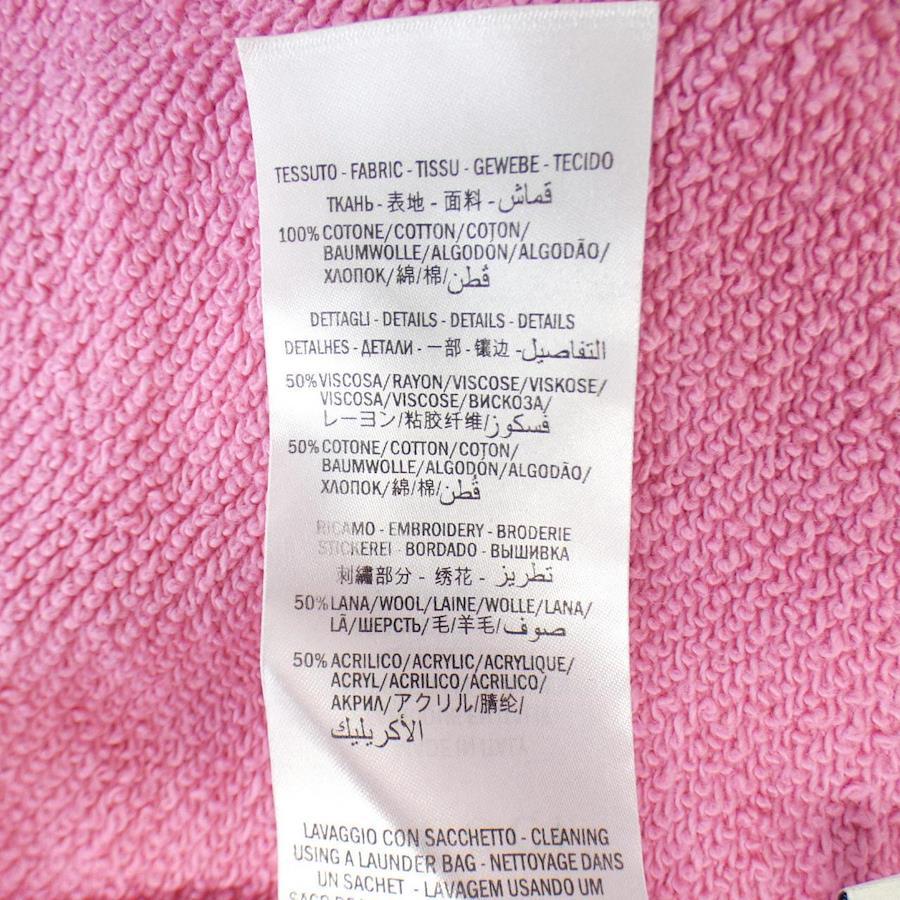 TESSUTO - FABRIC - TISSU - GEWEBE - TECIDO
ТКАНЬ - 表地 - 面料 - قماش
100% COTONE/COTTON/COTON/
BAUMWOLLE/ALGODÓN/ALGODÃO/
ХЛОПОК/綿/棉/قُطن
DETTAGLI - DETAILS - DETAILS - DETAILS
DETALHES - ДЕТАЛИ - 一部 - 镶边 - التفاصيل
50% VISCOSA/RAYON/VISCOSE/VISKOSE/
VISCOSA/VISCOSE/ВИСКОЗА/
レーヨン/粘胶纤维/فسكوز
50% COTONE/COTTON/COTON/
BAUMWOLLE/ALGODÓN/ALGODÃO/
ХЛОПОК/綿/棉/قُطن
RICAMO - EMBROIDERY - BRODERIE
STICKEREI - BORDADO - ВЫШИВКА
刺繍部分 - 绣花 - تطريز
50% LANA/WOOL/LAINE/WOLLE/LANA/
LÃ/ШЕРСТЬ/毛/羊毛/صوف
50% ACRILICO/ACRYLIC/ACRYLIQUE/
ACRYL/ACRÍLICO/ACRÍLICO/
АКРИЛ/アクリル/腈纶/
الأكريليك
LAVAGGIO CON SACCHETTO - CLEANING
USING A LAUNDER BAG - NETTOYAGE DANS
UN SACHET - LAVAGEM USANDO UM